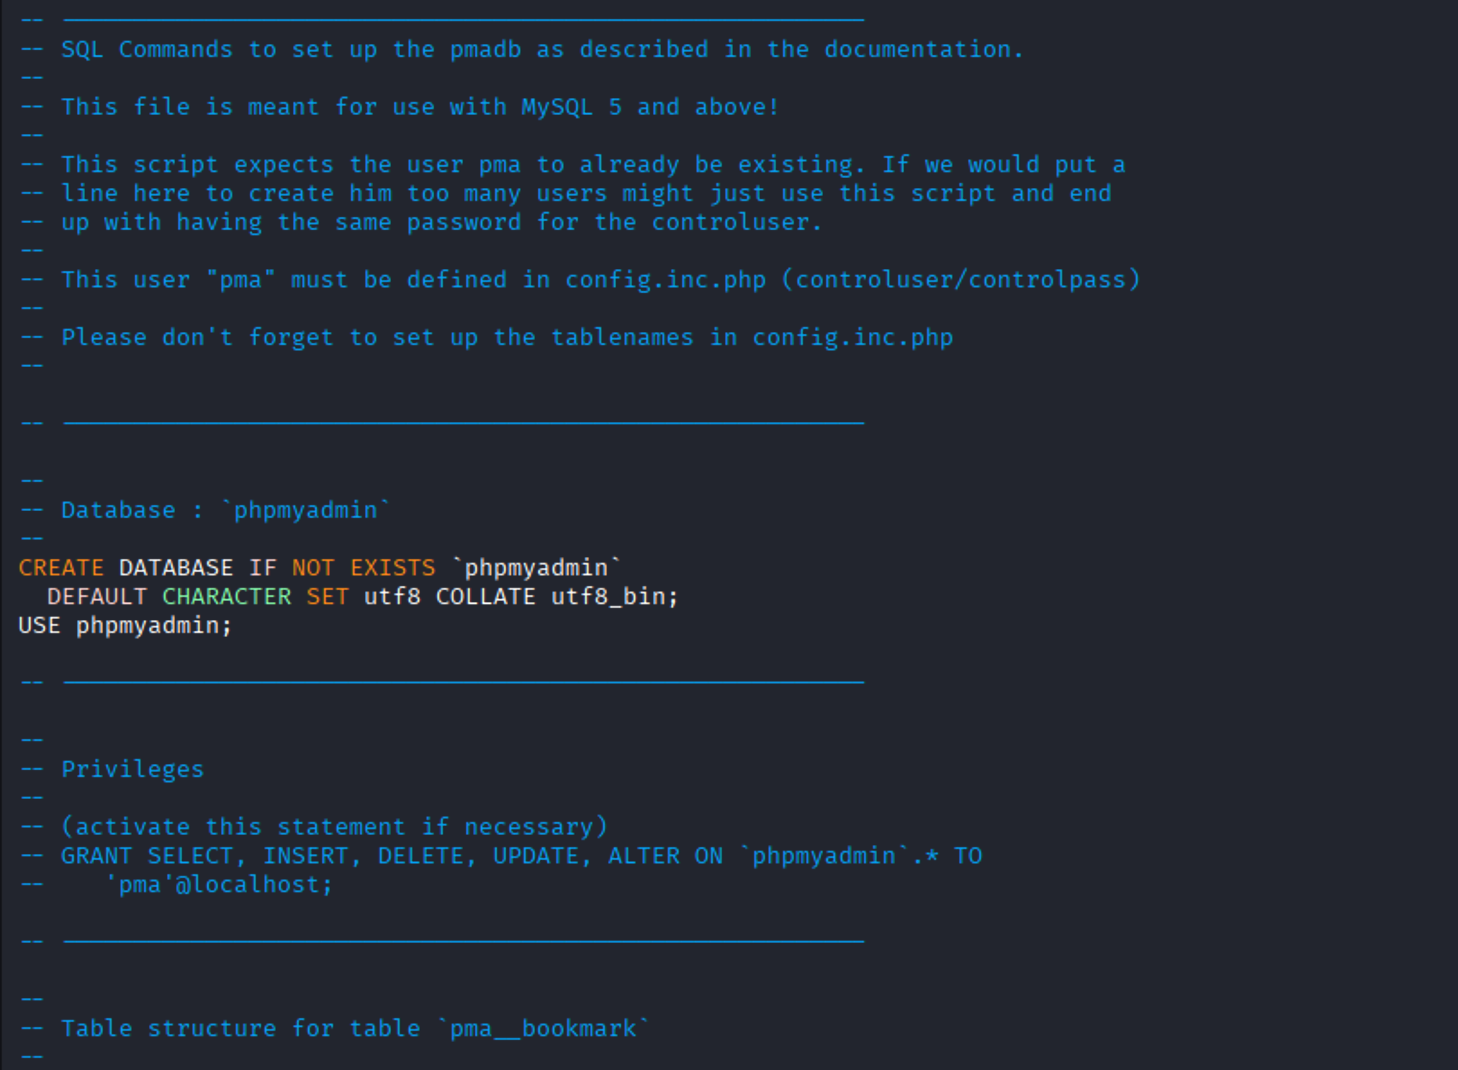 -- --------------------------------------------------------
-- SQL Commands to set up the pmadb as described in the documentation.
--
-- This file is meant for use with MySQL 5 and above!
--
-- This script expects the user pma to already be existing. If we would put a
-- line here to create him too many users might just use this script and end
-- up with having the same password for the controluser.
--
-- This user "pma" must be defined in config.inc.php (controluser/controlpass)
--
-- Please don't forget to set up the tablenames in config.inc.php
--
-- --------------------------------------------------------
--
-- Database : `phpmyadmin`
--
CREATE DATABASE IF NOT EXISTS `phpmyadmin`
  DEFAULT CHARACTER SET utf8 COLLATE utf8_bin;
USE phpmyadmin;
-- --------------------------------------------------------
--
-- Privileges
--
-- (activate this statement if necessary)
-- GRANT SELECT, INSERT, DELETE, UPDATE, ALTER ON `phpmyadmin`.* TO
--    'pma'@localhost;
-- --------------------------------------------------------
--
-- Table structure for table `pma__bookmark`
--